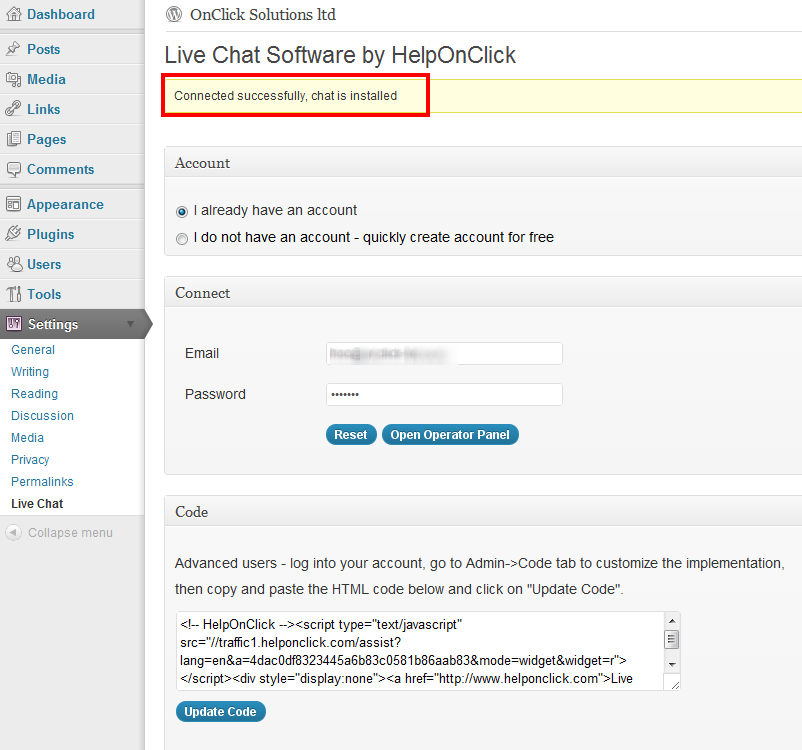 Dashboard
Posts
Media
Links
Pages
Comments
Appearance
Plugins
Users
Tools
Settings
General
Writing
Reading
Discussion
Media
Privacy
Permalinks
Live Chat
Collapse menu
OnClick Solutions ltd
Live Chat Software by HelpOnClick
Connected successfully, chat is installed
Account
I already have an account
I do not have an account - quickly create account for free
Connect
Email
Password
•••••••
Reset Open Operator Panel
Code
Advanced users - log into your account, go to Admin->Code tab to customize the implementation,
then copy and paste the HTML code below and click on "Update Code".
<!-- HelpOnClick --><script type="text/javascript"
src="//traffic1.helponclick.com/assist?
lang=en&a=4dac0df8323445a6b83c0581b86aab83&mode=widget&widget=r">
</script><div style="display:none"><a href="http://www.helponclick.com">Live
Update Code